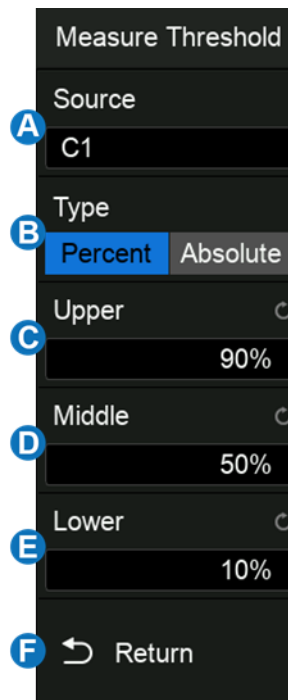 Measure Threshold
Source
A
C1
Type
B
Percent Absolute
Upper
C
90%
Middle
D
50%
Lower
E
10%
F Return